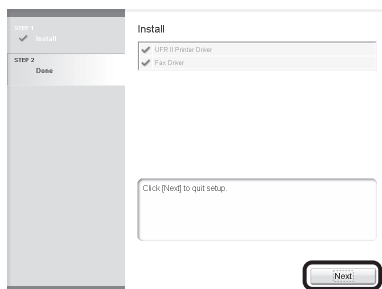 STEP 1
Install
STEP 2
Done
Install
UFR II Printer Driver
Fax Driver
Click [Next] to quit setup.
Next